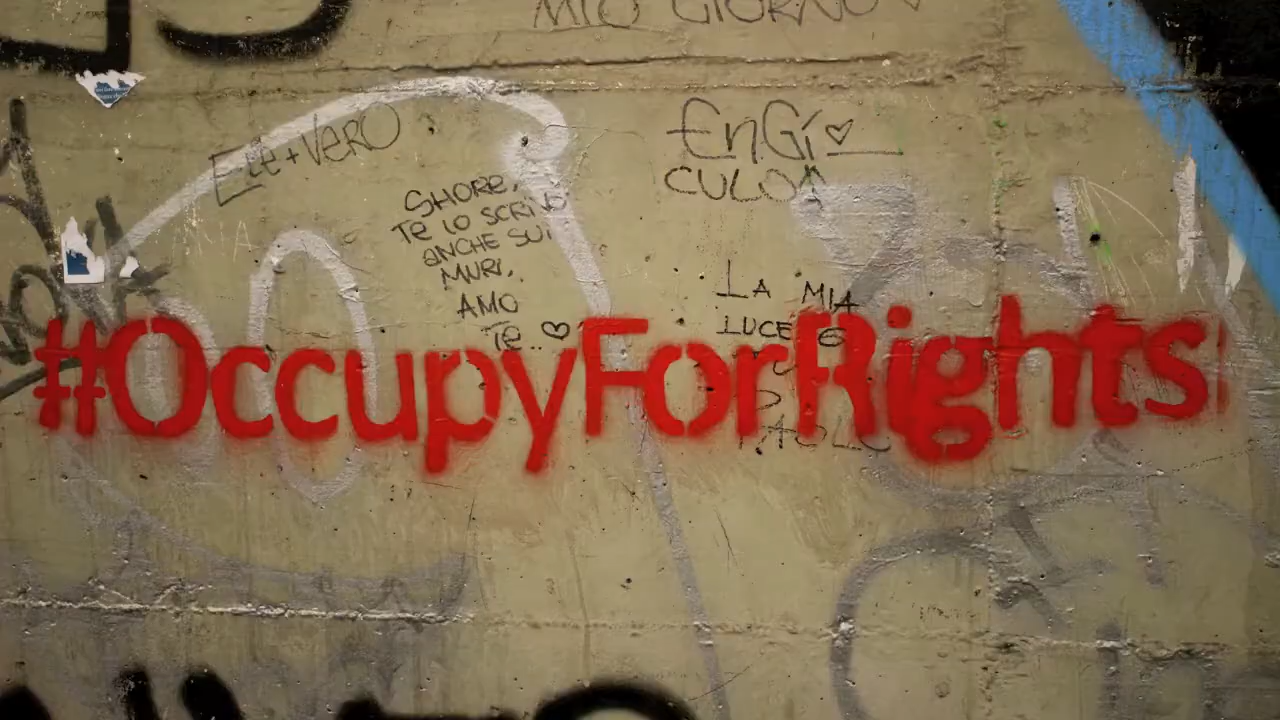 MIO GIORNO
Ele + VERO
EnGi
CULOA
SHORE,
TE LO SCRIVO
ANCHE SUI
MURI.
AMO
TE..
LA MIA
LUCE
PAOLO
#OccupyForRights